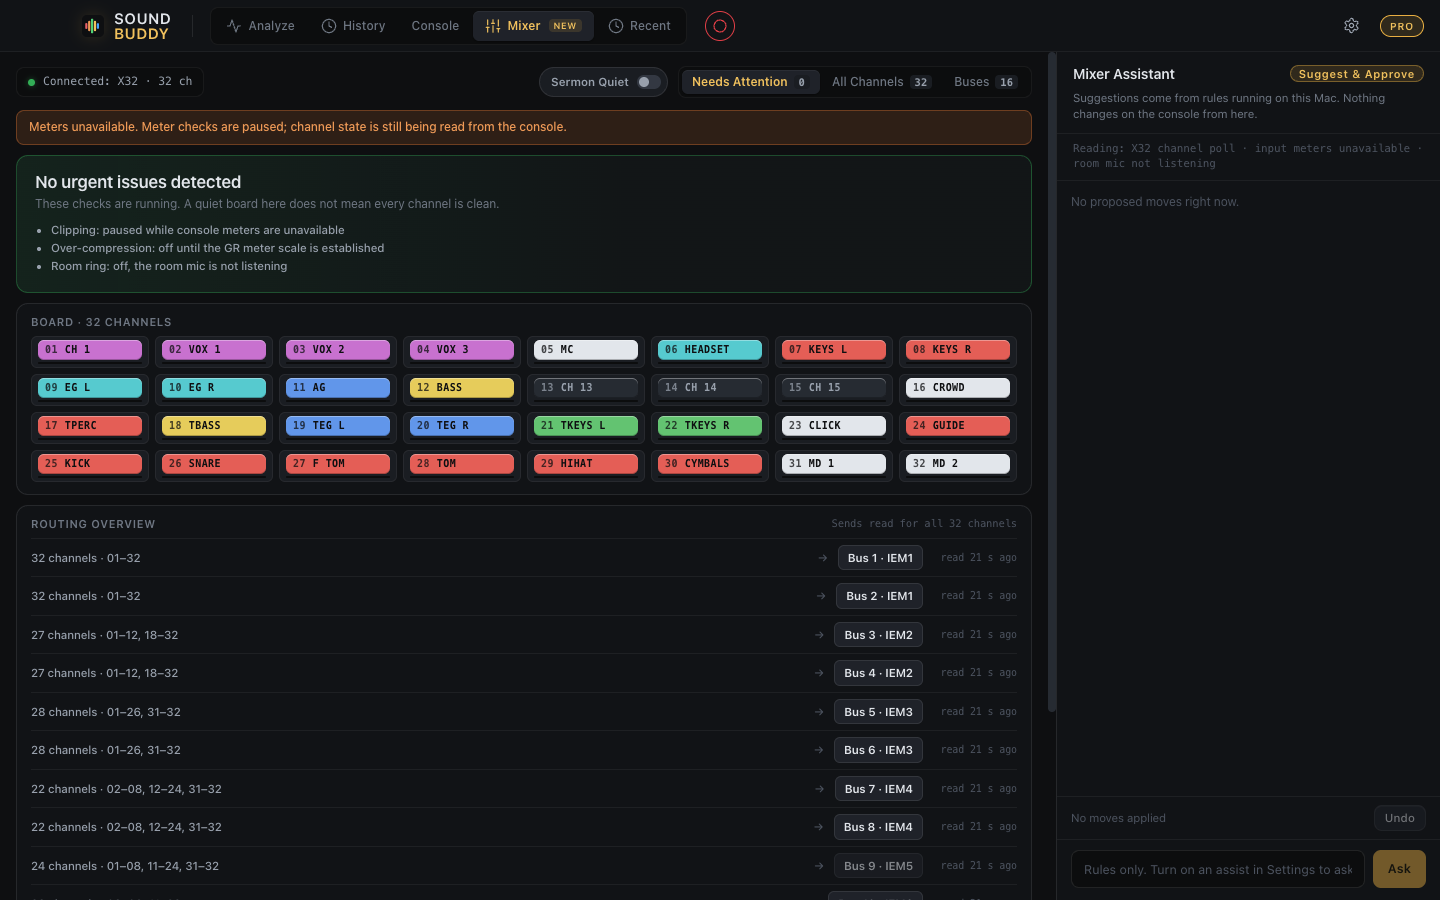 SOUND
BUDDY
Analyze
History
Console
Mixer NEW
Recent
PRO
Connected: X32 · 32 ch
Sermon Quiet
Needs Attention 0
All Channels 32
Buses 16
Meters unavailable. Meter checks are paused; channel state is still being read from the console.
No urgent issues detected
These checks are running. A quiet board here does not mean every channel is clean.
• Clipping: paused while console meters are unavailable
• Over-compression: off until the GR meter scale is established
• Room ring: off, the room mic is not listening
BOARD · 32 CHANNELS
01 CH 1
02 VOX 1
03 VOX 2
04 VOX 3
05 MC
06 HEADSET
07 KEYS L
08 KEYS R
09 EG L
10 EG R
11 AG
12 BASS
13 CH 13
14 CH 14
15 CH 15
16 CROWD
17 TPERC
18 TBASS
19 TEG L
20 TEG R
21 TKEYS L
22 TKEYS R
23 CLICK
24 GUIDE
25 KICK
26 SNARE
27 F TOM
28 TOM
29 HIHAT
30 CYMBALS
31 MD 1
32 MD 2
ROUTING OVERVIEW
Sends read for all 32 channels
32 channels · 01–32 → Bus 1 · IEM1 read 21 s ago
32 channels · 01–32 → Bus 2 · IEM1 read 21 s ago
27 channels · 01–12, 18–32 → Bus 3 · IEM2 read 21 s ago
27 channels · 01–12, 18–32 → Bus 4 · IEM2 read 21 s ago
28 channels · 01–26, 31–32 → Bus 5 · IEM3 read 21 s ago
28 channels · 01–26, 31–32 → Bus 6 · IEM3 read 21 s ago
22 channels · 02–08, 12–24, 31–32 → Bus 7 · IEM4 read 21 s ago
22 channels · 02–08, 12–24, 31–32 → Bus 8 · IEM4 read 21 s ago
24 channels · 01–08, 11–24, 31–32 → Bus 9 · IEM5 read 21 s ago
Mixer Assistant
Suggest & Approve
Suggestions come from rules running on this Mac. Nothing
changes on the console from here.
Reading: X32 channel poll · input meters unavailable ·
room mic not listening
No proposed moves right now.
No moves applied
Undo
Rules only. Turn on an assist in Settings to ask
Ask